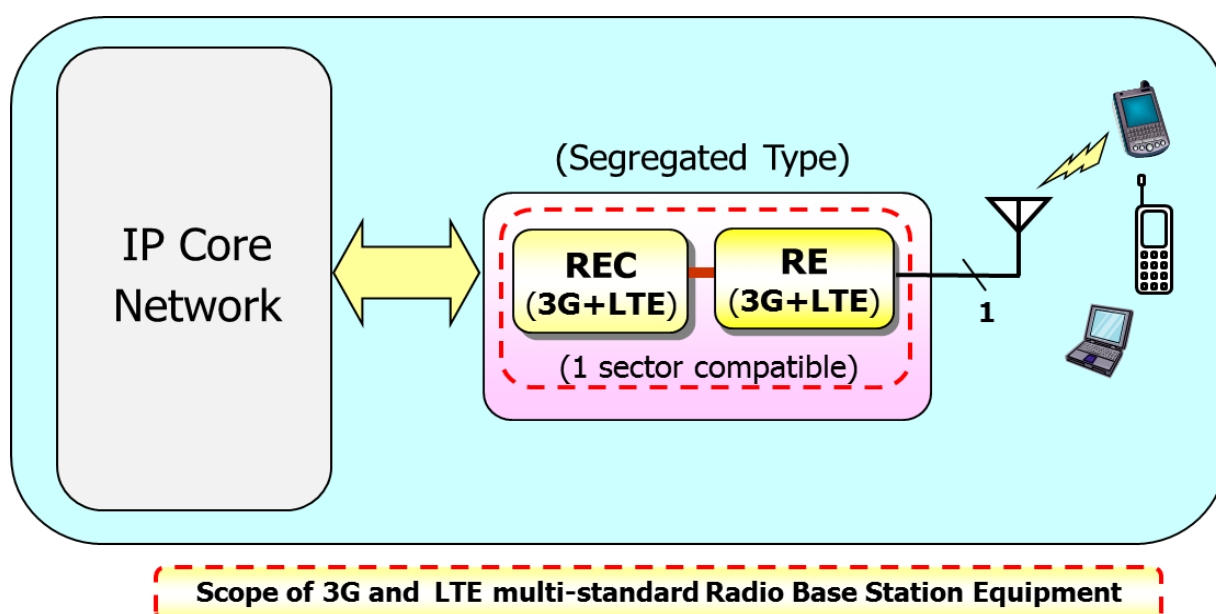 (Segregated Type)
IP Core
Network
REC
(3G+LTE)
RE
(3G+LTE)
(1 sector compatible)
1
Scope of 3G and LTE multi-standard Radio Base Station Equipment